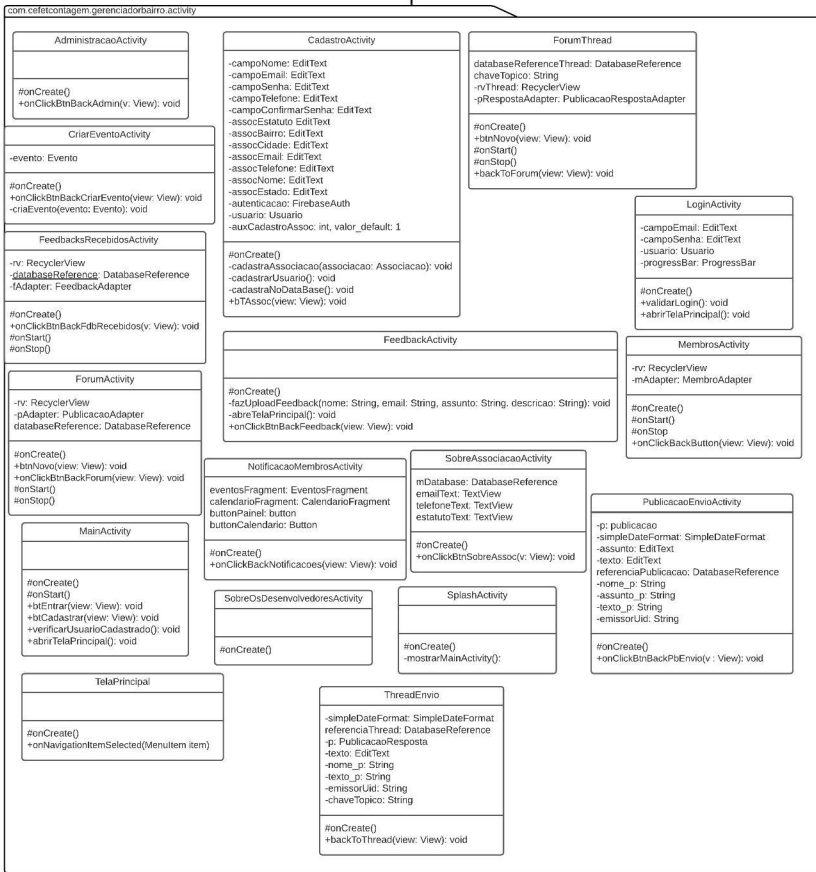 com.cefetcontagem.gerenciadorbairro.activity
AdministracaoActivity
#onCreate()
+onClickBtnBackAdmin(v: View): void
CadastroActivity
-campoNome: EditText
-campoEmail: EditText
-campoSenha: EditText
-campoTelefone: EditText
-campoConfirmarSenha: EditText
-assocEstatuto EditText
-assocBairro: EditText
-assocCidade: EditText
-assocEmail: EditText
-assocTelefone: EditText
-assocNome: EditText
-assocEstado: EditText
-autenticacao: FirebaseAuth
-usuario: Usuario
-auxCadastroAssoc: int, valor_default: 1
#onCreate()
-cadastraAssociacao(associacao: Associacao): void
-cadastrarUsuario(): void
-cadastraNoDataBase(): void
+bTAssoc(view: View): void
ForumThread
databaseReferenceThread: DatabaseReference
chaveTopico: String
-rvThread: RecyclerView
-pRespostaAdapter: PublicacaoRespostaAdapter
#onCreate()
+btnNovo(view: View): void
#onStart()
#onStop()
+backToForum(view: View): void
CriarEventoActivity
-evento: Evento
#onCreate()
+onClickBtnBackCriarEvento(view: View): void
-criaEvento(evento: Evento): void
LoginActivity
-campoEmail: EditText
-campoSenha: EditText
-usuario: Usuario
-progressBar: ProgressBar
#onCreate()
+validarLogin(): void
+abrirTelaPrincipal(): void
FeedbacksRecebidosActivity
-rv: RecyclerView
-databaseReference: DatabaseReference
-fAdapter: FeedbackAdapter
#onCreate()
+onClickBtnBackFdbRecebidos(v: View): void
#onStart()
#onStop()
FeedbackActivity
#onCreate()
-fazUploadFeedback(nome: String, email: String, assunto: String. descricao: String): void
-abreTelaPrincipal(): void
+onClickBtnBackFeedback(view: View): void
MembrosActivity
-rv: RecyclerView
-mAdapter: MembroAdapter
#onCreate()
#onStart()
#onStop
+onClickBackButton(view: View): void
ForumActivity
-rv: RecyclerView
-pAdapter: PublicacaoAdapter
databaseReference: DatabaseReference
#onCreate()
+btnNovo(view: View): void
+onClickBtnBackForum(view: View): void
#onStart()
#onStop()
NotificacaoMembrosActivity
eventosFragment: EventosFragment
calendarioFragment: CalendarioFragment
buttonPainel: button
buttonCalendario: Button
#onCreate()
+onClickBackNotificacoes(view: View): void
SobreAssociacaoActivity
mDatabase: DatabaseReference
emailText: TextView
telefoneText: TextView
estatutoText: TextView
#onCreate()
+onClickBtnSobreAssoc(v: View): void
PublicacaoEnvioActivity
-p: publicacao
-simpleDateFormat: SimpleDateFormat
-assunto: EditText
-texto: EditText
referenciaPublicacao: DatabaseReference
-nome_p: String
-assunto_p: String
-texto_p: String
-emissorUid: String
#onCreate()
+onClickBtnBackPbEnvio(v : View): void
MainActivity
#onCreate()
#onStart()
+btEntrar(view: View): void
+btCadastrar(view: View): void
+verificarUsuarioCadastrado(): void
+abrirTelaPrincipal(): void
SobreOsDesenvolvedoresActivity
#onCreate()
SplashActivity
#onCreate()
-mostrarMainActivity():
TelaPrincipal
#onCreate()
+onNavigationItemSelected(MenuItem item)
ThreadEnvio
-simpleDateFormat: SimpleDateFormat
referenciaThread: DatabaseReference
-p: PublicacaoResposta
-texto: EditText
-nome_p: String
-texto_p: String
-emissorUid: String
-chaveTopico: String
#onCreate()
+backToThread(view: View): void